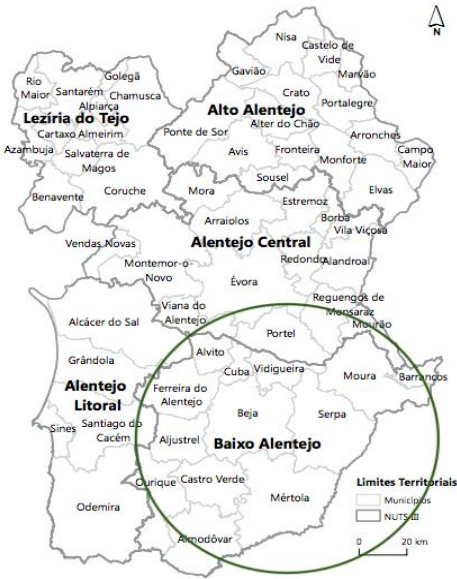 N
Nisa
Castelo de
Vide
Gavião
Marvão
Crato
Portalegre
Alto Alentejo
Alter do Chão
Ponte de Sor
Arronches
Avis
Fronteira
Monforte
Campo
Maior
Sousel
Elvas
Rio
Maior
Golegã
Santarém
Chamusca
Alpiarça
Lezíria do Tejo
Cartaxo
Almeirim
Azambuja
Salvaterra de
Magos
Benavente
Coruche
Mora
Estremoz
Arraiolos
Borba
Vila Viçosa
Vendas Novas
Alentejo Central
Montemor-o-
Novo
Redondo
Alandroal
Évora
Viana do
Alentejo
Reguengos de
Monsaraz
Mourão
Portel
Alcácer do Sal
Grândola
Alentejo
Litoral
Sines
Santiago do
Cacém
Odemira
Alvito
Cuba
Vidigueira
Moura
Barrancos
Ferreira do
Alentejo
Beja
Serpa
Aljustrel
Baixo Alentejo
Ourique
Castro Verde
Mértola
Almodôvar
Limites Territoriais
Municípios
NUTS III
0
20 km